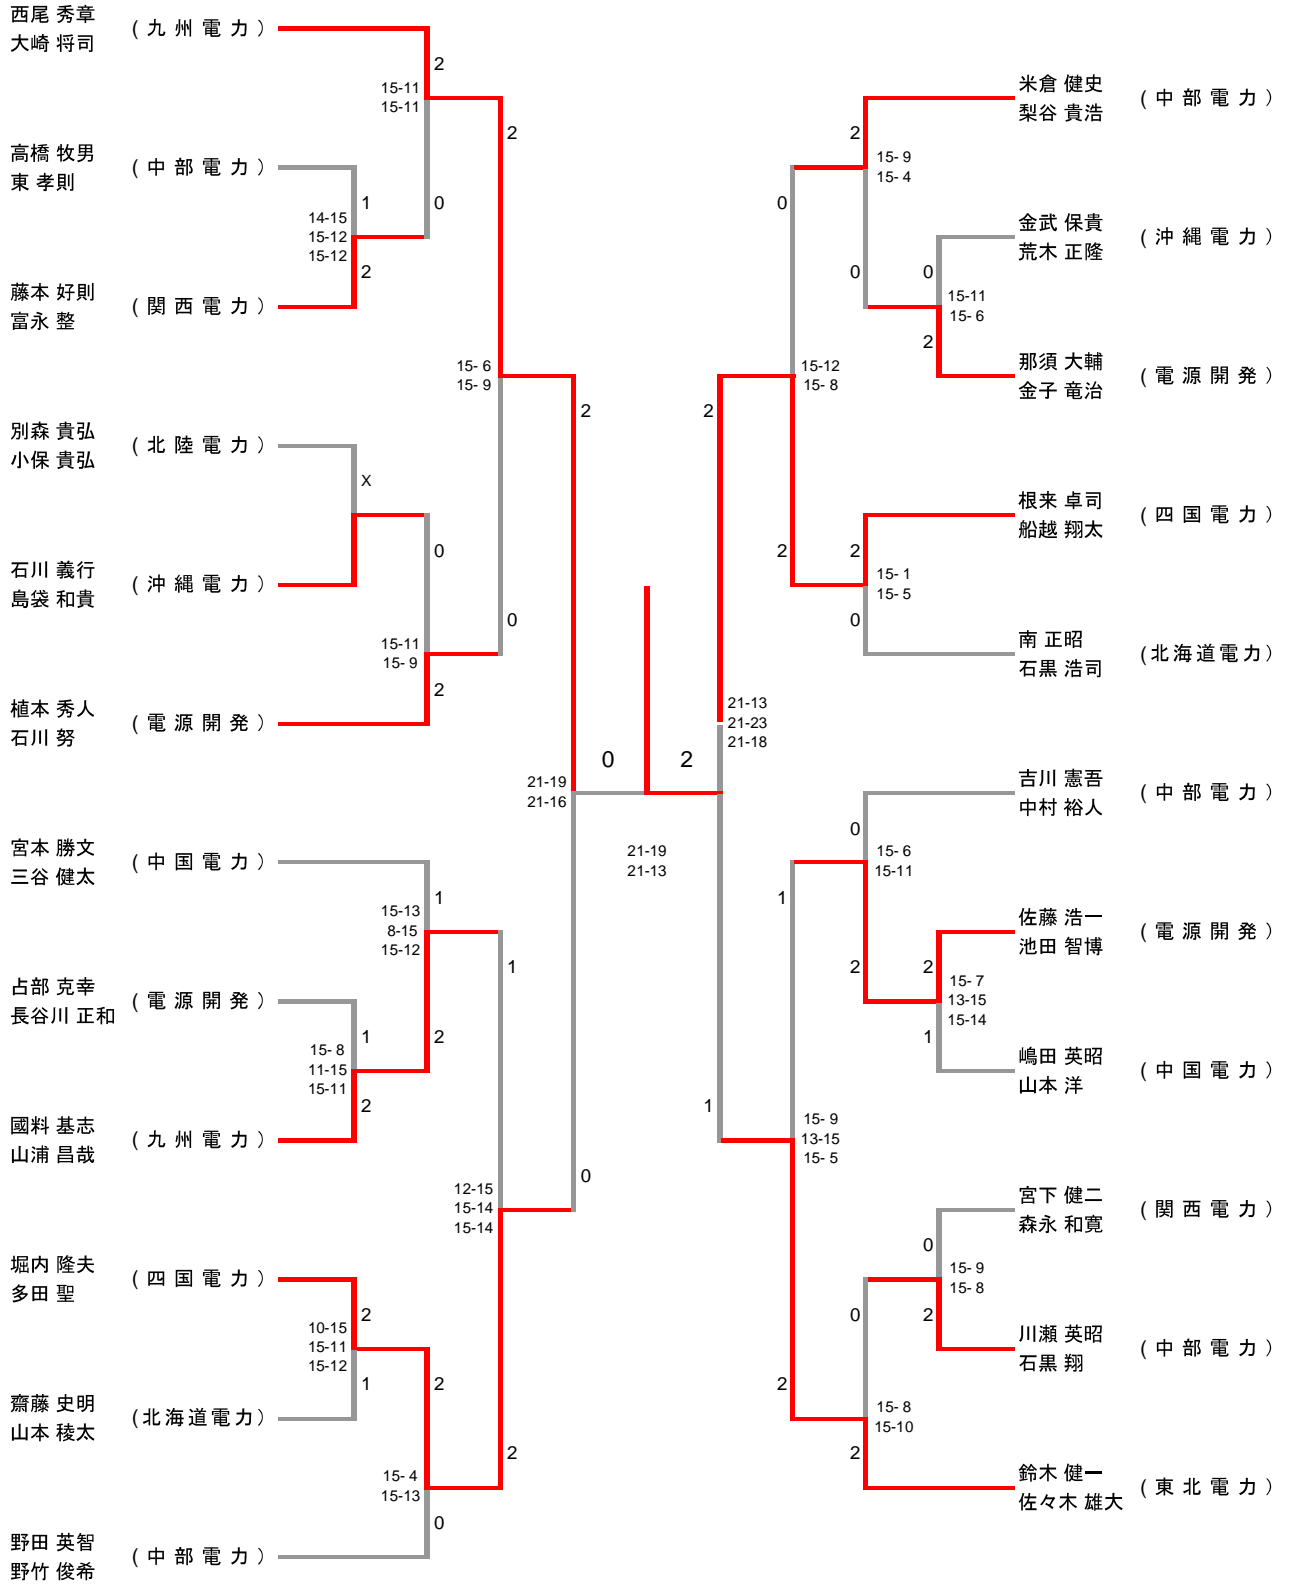 西尾 秀章
大崎 将司
( 九 州 電 力 )
2
15-11
15-11
高橋 牧男
東 孝則
( 中 部 電 力 )
1
14-15
15-12
15-12
0
2
藤本 好則
富永 整
( 関 西 電 力 )
2
15- 6
15- 9
2
別森 貴弘
小保 貴弘
( 北 陸 電 力 )
X
0
石川 義行
島袋 和貴
( 沖 縄 電 力 )
15-11
15- 9
0
2
植本 秀人
石川 努
( 電 源 開 発 )
0
2
21-19
21-16
21-19
21-13
宮本 勝文
三谷 健太
( 中 国 電 力 )
1
15-13
8-15
15-12
1
占部 克幸
長谷川 正和
( 電 源 開 発 )
1
2
15- 8
11-15
15-11
2
國料 基志
山浦 昌哉
( 九 州 電 力 )
12-15
15-14
15-14
0
堀内 隆夫
多田 聖
( 四 国 電 力 )
2
10-15
15-11
15-12
1
2
齋藤 史明
山本 稜太
(北海道電力)
2
15- 4
15-13
0
野田 英智
野竹 俊希
( 中 部 電 力 )
米倉 健史
梨谷 貴浩
( 中 部 電 力 )
2
15- 9
15- 4
0
金武 保貴
荒木 正隆
( 沖 縄 電 力 )
0
0
15-11
15- 6
2
那須 大輔
金子 竜治
( 電 源 開 発 )
15-12
15- 8
2
根来 卓司
船越 翔太
( 四 国 電 力 )
2
2
15- 1
15- 5
0
南 正昭
石黒 浩司
(北海道電力)
21-13
21-23
21-18
吉川 憲吾
中村 裕人
( 中 部 電 力 )
0
15- 6
15-11
1
佐藤 浩一
池田 智博
( 電 源 開 発 )
2
2
15- 7
13-15
15-14
1
嶋田 英昭
山本 洋
( 中 国 電 力 )
1
15- 9
13-15
15- 5
宮下 健二
森永 和寛
( 関 西 電 力 )
0
15- 9
15- 8
0
2
川瀬 英昭
石黒 翔
( 中 部 電 力 )
2
15- 8
15-10
2
鈴木 健一
佐々木 雄大
( 東 北 電 力 )